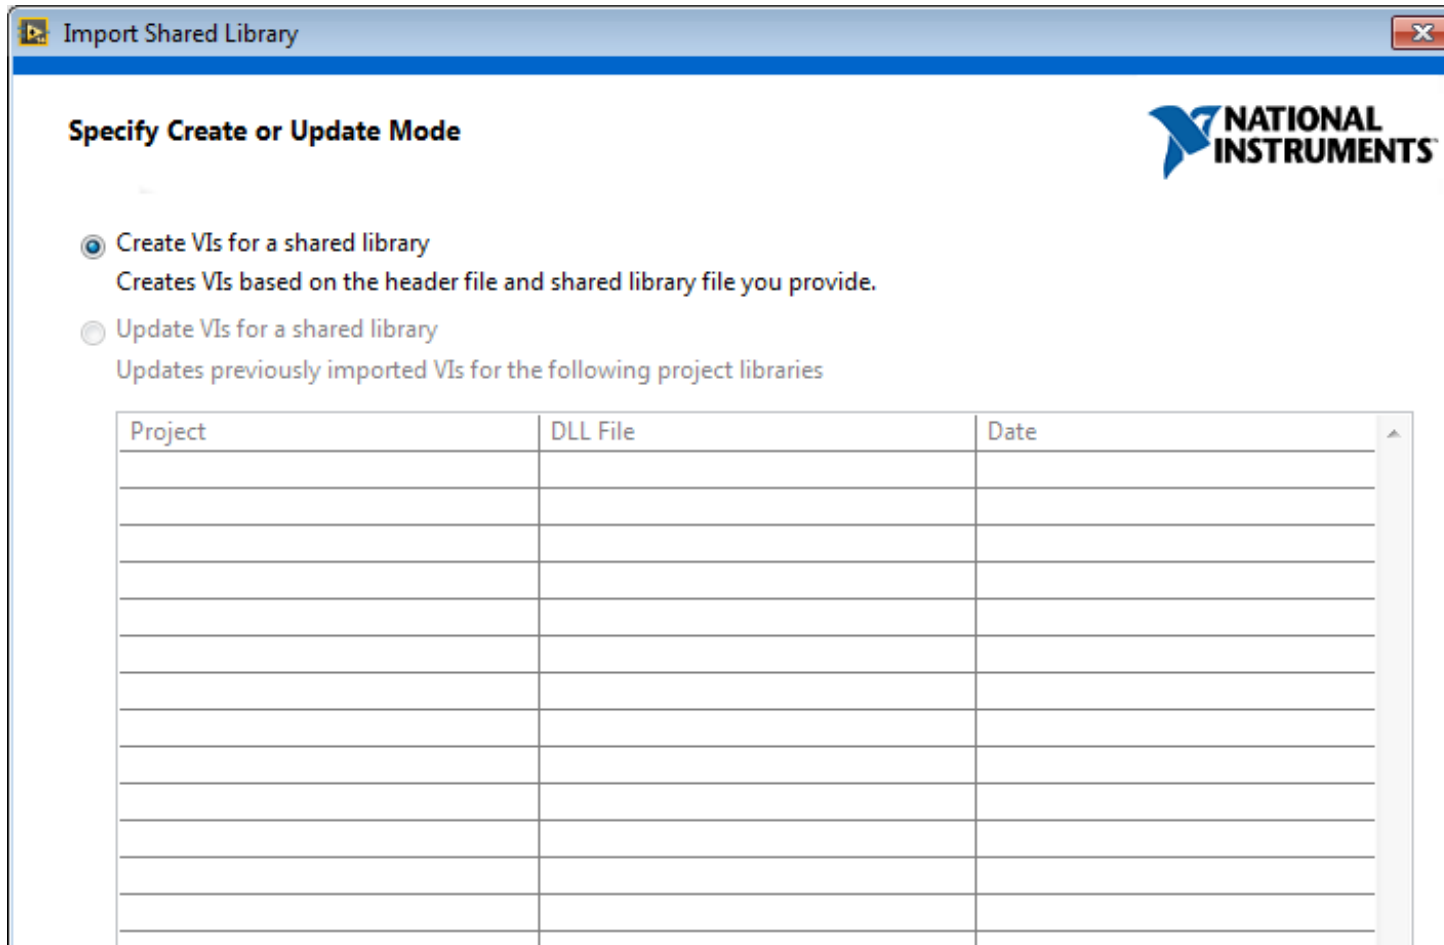 Import Shared Library
Specify Create or Update Mode
NATIONAL
INSTRUMENTS
Create VIs for a shared library
Creates VIs based on the header file and shared library file you provide.
Update VIs for a shared library
Updates previously imported VIs for the following project libraries
Project DLL File Date